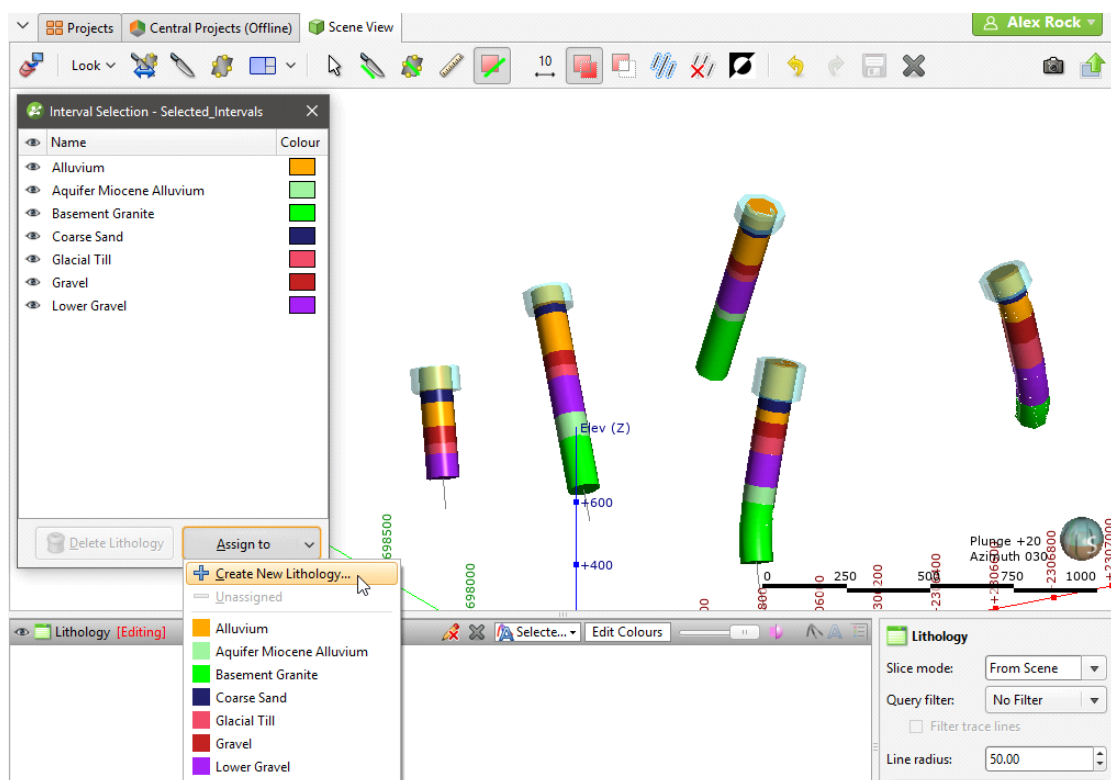 Projects
Central Projects (Offline)
Scene View
Alex Rock
Look
10
Interval Selection - Selected_Intervals
Name
Colour
Alluvium
Aquifer Miocene Alluvium
Basement Granite
Coarse Sand
Glacial Till
Gravel
Lower Gravel
Elev (Z)
+600
+400
698500
698000
Plunge +20
Azimuth 030
0 250 500 750 1000
+2307000
Delete Lithology
Assign to
Create New Lithology...
Unassigned
Alluvium
Aquifer Miocene Alluvium
Basement Granite
Coarse Sand
Glacial Till
Gravel
Lower Gravel
Lithology [Editing]
Selecte...
Edit Colours
Lithology
Slice mode:
From Scene
Query filter:
No Filter
Filter trace lines
Line radius:
50.00